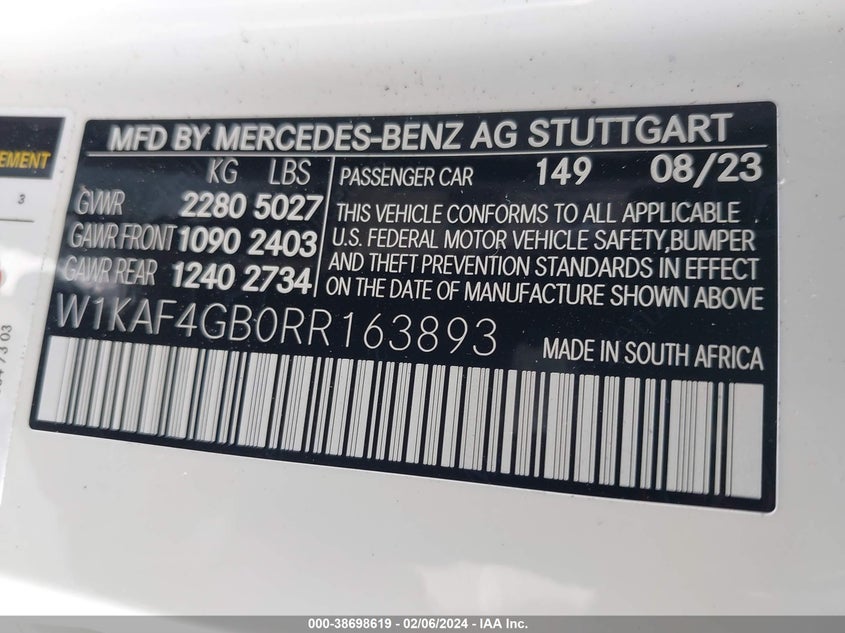 MFD BY MERCEDES-BENZ AG STUTTGART
KG LBS
GVWR 2280 5027
GAWR FRONT 1090 2403
GAWR REAR 1240 2734
PASSENGER CAR 149 08/23
THIS VEHICLE CONFORMS TO ALL APPLICABLE
U.S. FEDERAL MOTOR VEHICLE SAFETY,BUMPER
AND THEFT PREVENTION STANDARDS IN EFFECT
ON THE DATE OF MANUFACTURE SHOWN ABOVE
W1KAF4GB0RR163893
MADE IN SOUTH AFRICA
EMENT
3
000-38698619 | 02/06/2024 | IAA Inc.